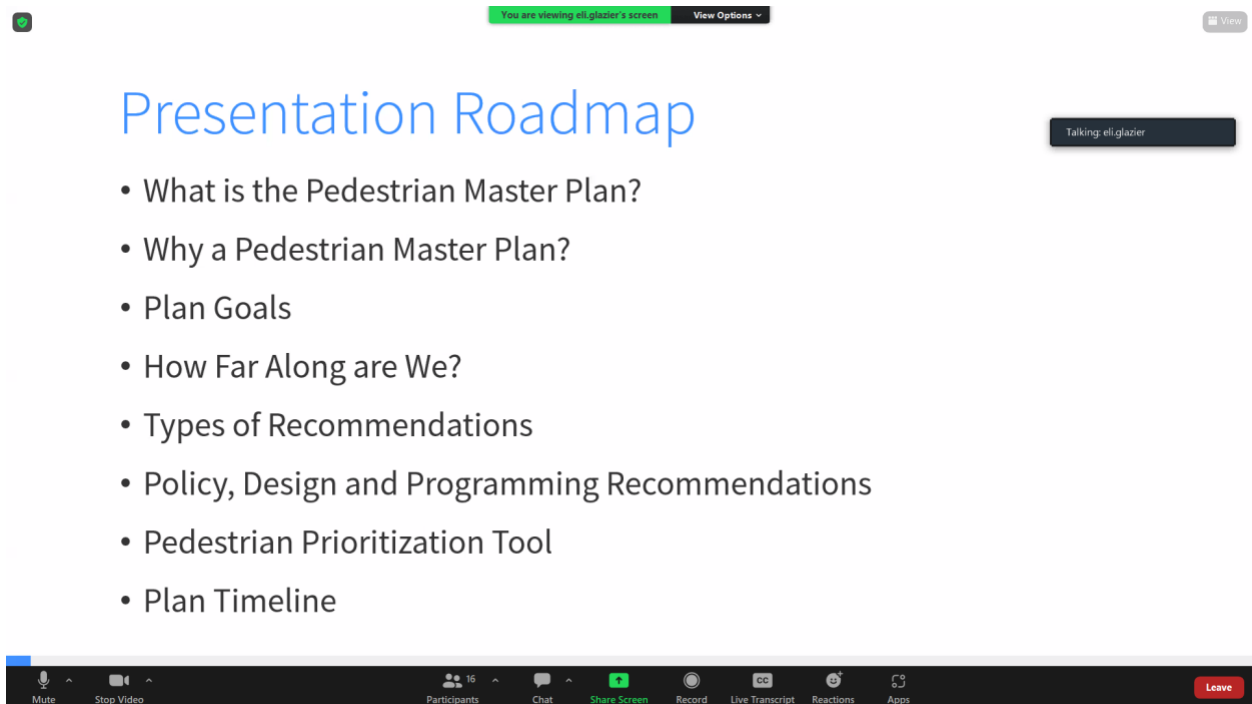 You are viewing eli.glazier's screen View Options
View
Presentation Roadmap
Talking: eli.glazier
• What is the Pedestrian Master Plan?
• Why a Pedestrian Master Plan?
• Plan Goals
• How Far Along are We?
• Types of Recommendations
• Policy, Design and Programming Recommendations
• Pedestrian Prioritization Tool
• Plan Timeline
16
CC
Mute Stop Video Participants Chat Share Screen Record Live Transcript Reactions Apps Leave